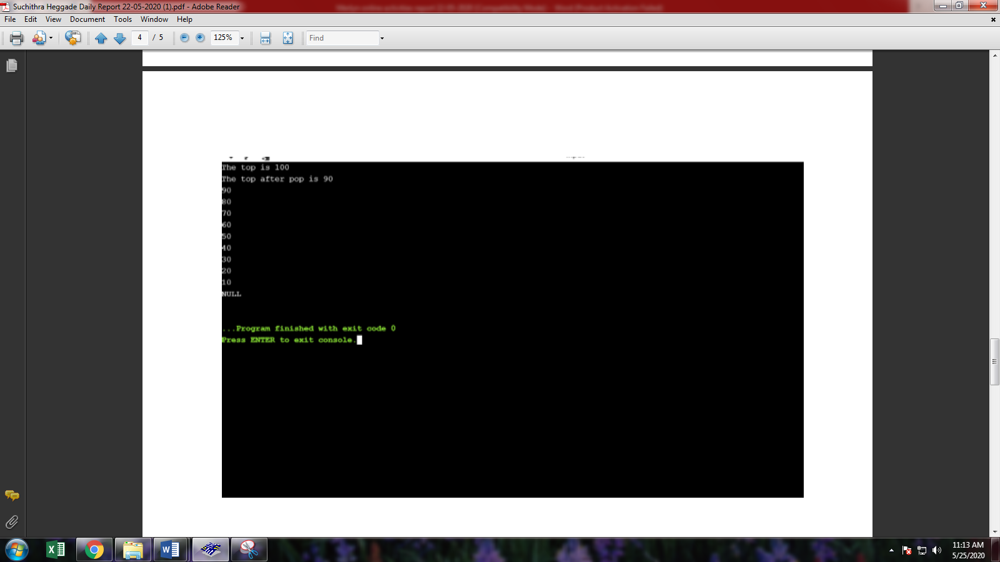 Suchithra Heggade Daily Report 22-05-2020 (1).pdf - Adobe Reader
File Edit View Document Tools Window Help
4 / 5 125% Find
The top is 100
The top after pop is 90
90
80
70
60
50
40
30
20
10
NULL
...Program finished with exit code 0
Press ENTER to exit console.
11:13 AM
5/25/2020